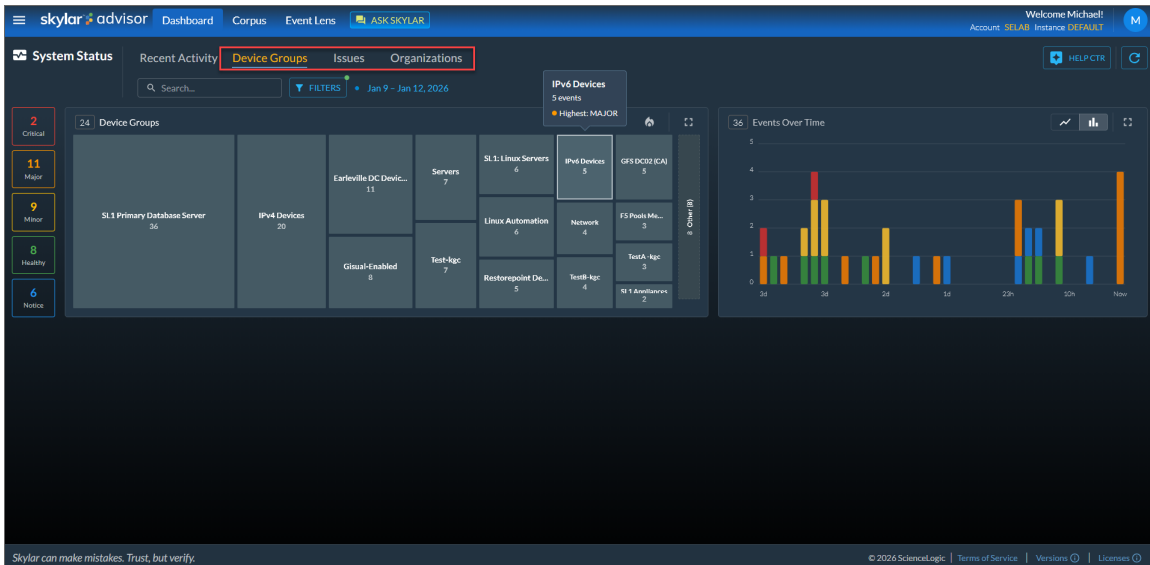 skylar advisor Dashboard Corpus Event Lens ASK SKYLAR
Welcome Michael!
Account SELAB Instance DEFAULT
M
System Status Recent Activity Device Groups Issues Organizations
HELP CTR
Search... FILTERS Jan 9 – Jan 12, 2026
IPv6 Devices
5 events
Highest: MAJOR
2
Critical
11
Major
9
Minor
8
Healthy
6
Notice
24 Device Groups
SL1 Primary Database Server
36
IPv4 Devices
20
Earleville DC Devic...
11
Gisual-Enabled
8
Servers
7
Test-kgc
7
SL1: Linux Servers
6
Linux Automation
6
Restorepoint De...
5
IPv6 Devices
5
Network
4
TestB-kgc
4
GFS DC02 (CA)
5
F5 Pools Me...
3
TestA-kgc
3
SL1 Appliances
2
8 Other (8)
36 Events Over Time
5
4
3
2
1
0
3d 3d 2d 1d 23h 10h Now
Skylar can make mistakes. Trust, but verify.
© 2026 ScienceLogic | Terms of Service | Versions | Licenses